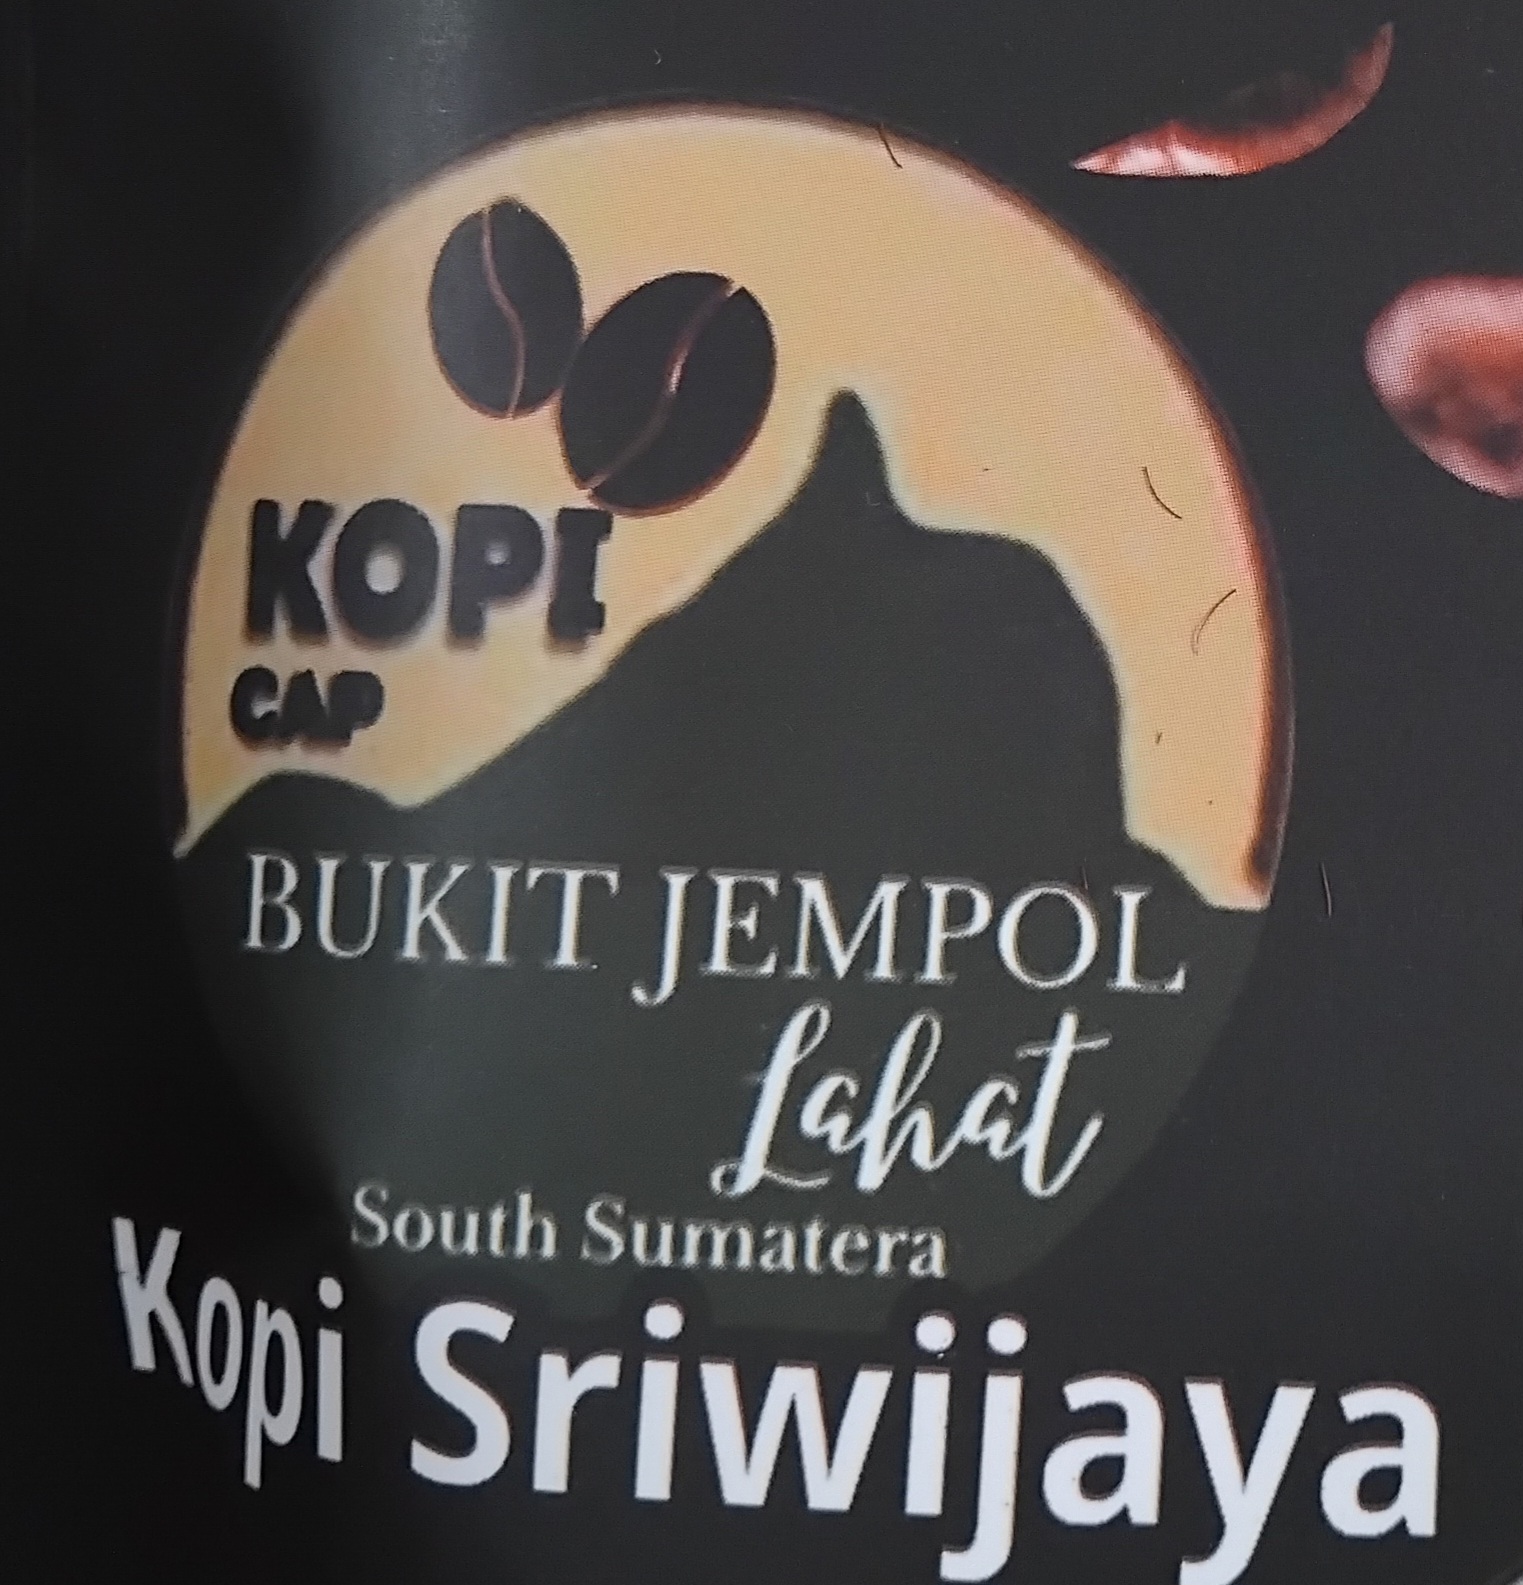 KOPI
CAP
BUKIT JEMPOL
Lahat
South Sumatera
Kopi Sriwijaya